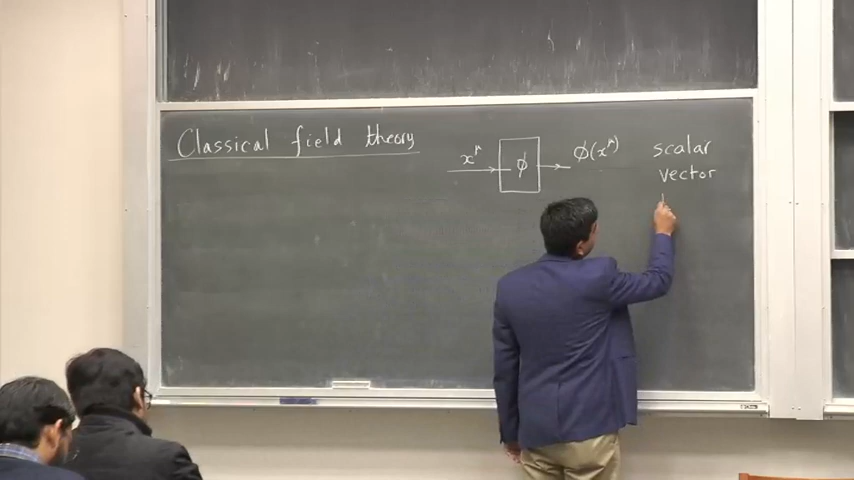 Classical field theory
x^μ → ϕ → ϕ(x^μ)
scalar
vector